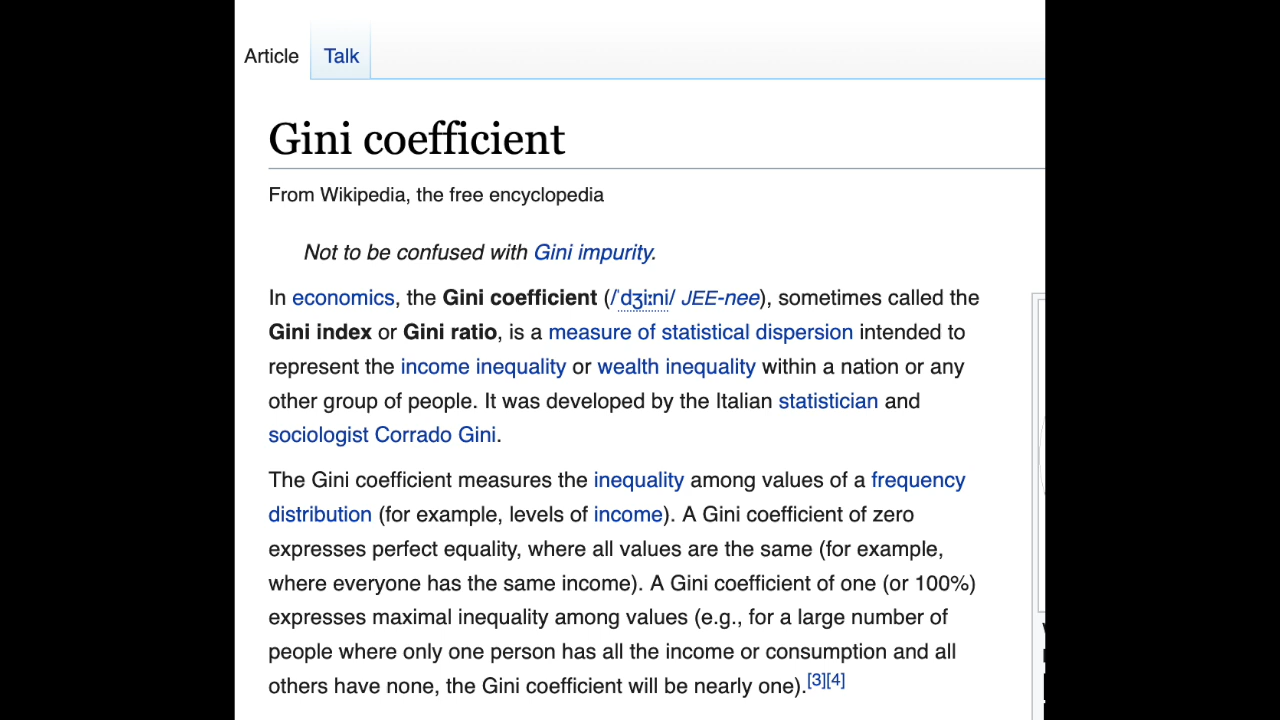 Article Talk
Gini coefficient
From Wikipedia, the free encyclopedia
Not to be confused with Gini impurity.
In economics, the Gini coefficient (/ˈdʒiːni/ JEE-nee), sometimes called the
Gini index or Gini ratio, is a measure of statistical dispersion intended to
represent the income inequality or wealth inequality within a nation or any
other group of people. It was developed by the Italian statistician and
sociologist Corrado Gini.
The Gini coefficient measures the inequality among values of a frequency
distribution (for example, levels of income). A Gini coefficient of zero
expresses perfect equality, where all values are the same (for example,
where everyone has the same income). A Gini coefficient of one (or 100%)
expresses maximal inequality among values (e.g., for a large number of
people where only one person has all the income or consumption and all
others have none, the Gini coefficient will be nearly one).[3][4]